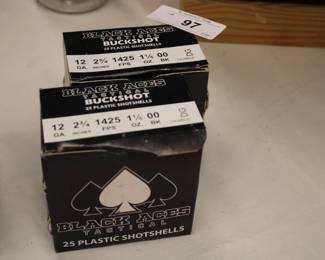 97
BLACK ACES
TACTICAL
BUCKSHOT
25 PLASTIC SHOTSHELLS
12 2¾ 1425 1⅛ 00
GA. INCHES FPS OZ. BK
25
BLACK ACES
TACTICAL
BUCKSHOT
25 PLASTIC SHOTSHELLS
12 2¾ 1425 1⅛ 00
GA. INCHES FPS OZ. BK
25
BLACK ACES
TACTICAL
25 PLASTIC SHOTSHELLS